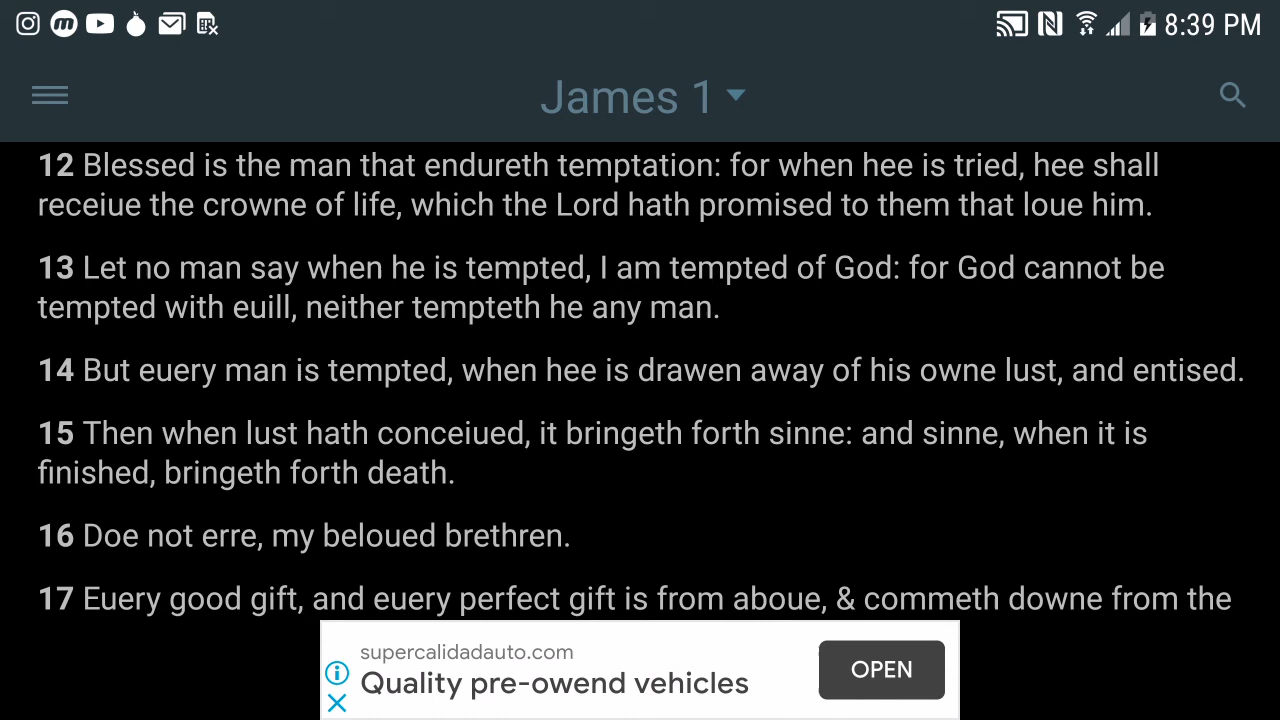 8:39 PM
James 1
12 Blessed is the man that endureth temptation: for when hee is tried, hee shall
receiue the crowne of life, which the Lord hath promised to them that loue him.
13 Let no man say when he is tempted, I am tempted of God: for God cannot be
tempted with euill, neither tempteth he any man.
14 But euery man is tempted, when hee is drawen away of his owne lust, and entised.
15 Then when lust hath conceiued, it bringeth forth sinne: and sinne, when it is
finished, bringeth forth death.
16 Doe not erre, my beloued brethren.
17 Euery good gift, and euery perfect gift is from aboue, & commeth downe from the
supercalidadauto.com
Quality pre-owend vehicles
OPEN